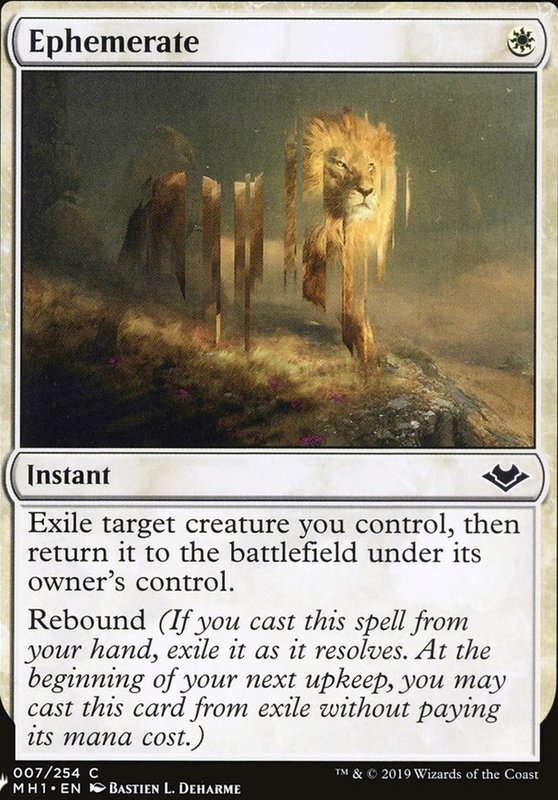 Ephemerate
Instant
Exile target creature you control, then
return it to the battlefield under its
owner's control.
Rebound (If you cast this spell from
your hand, exile it as it resolves. At the
beginning of your next upkeep, you may
cast this card from exile without paying
its mana cost.)
007/254 C
MH1 • EN Bastien L. Deharme
™ & © 2019 Wizards of the Coast